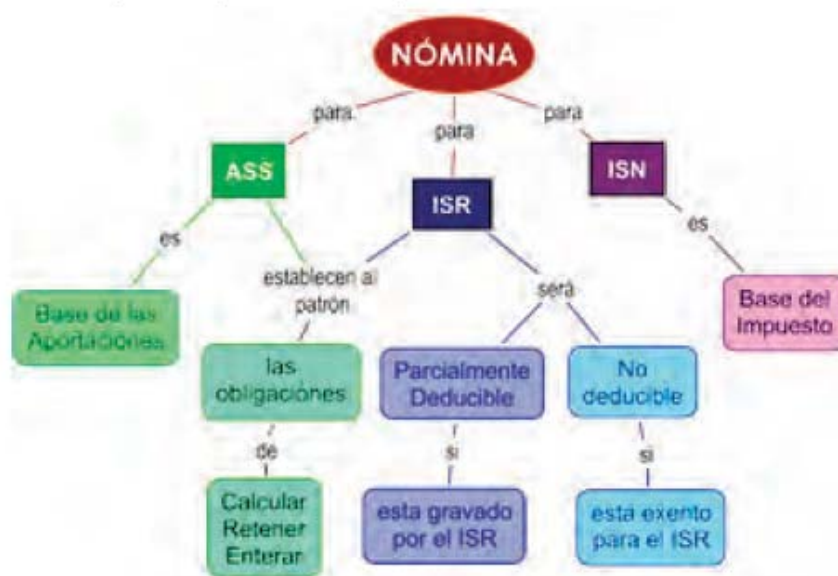 NÓMINA
para
para
para
ASS
ISR
ISN
es
establecen al
patrón
será
es
Base de las
Aportaciones
las
obligaciones
Parcialmente
Deducible
No
deducible
Base del
Impuesto
de
si
si
Calcular
Retener
Enterar
esta gravado
por el ISR
está exento
para el ISR